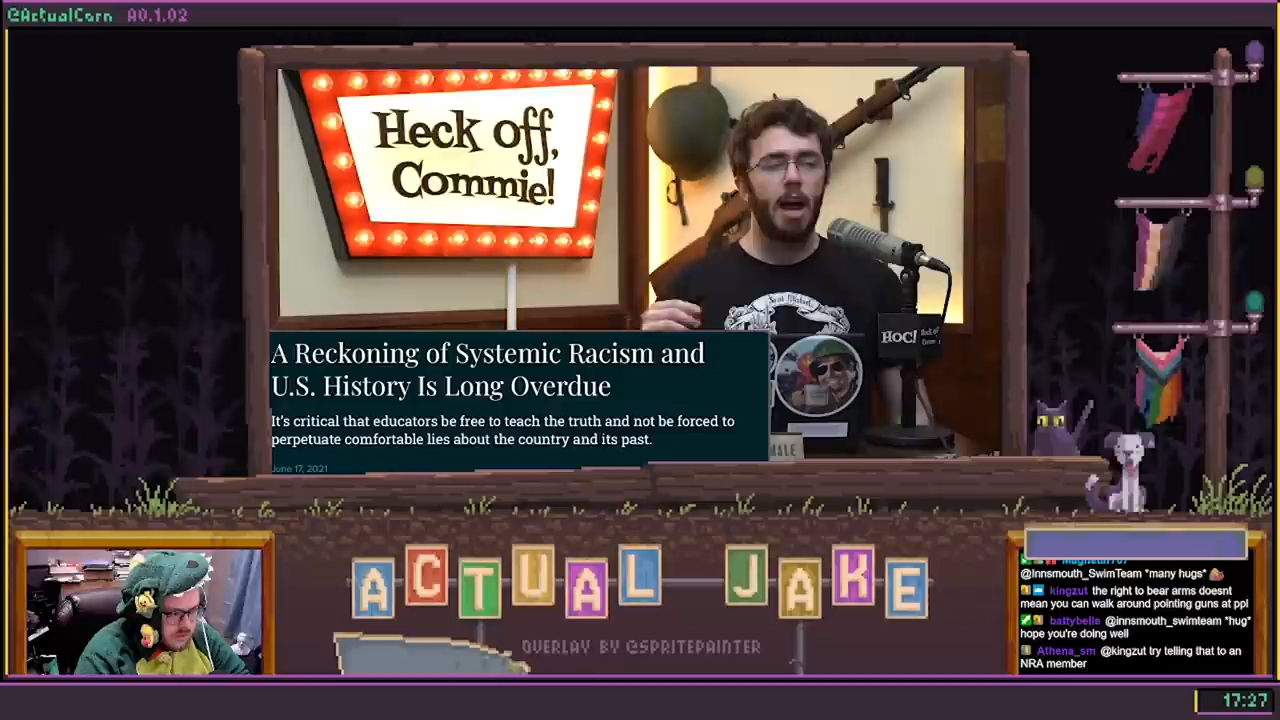 @ActualCorn A0.1.02
Heck off,
Commie!
HOC!
A Reckoning of Systemic Racism and
U.S. History Is Long Overdue
It's critical that educators be free to teach the truth and not be forced to
perpetuate comfortable lies about the country and its past.
June 17, 2021
ACTUAL JAKE
OVERLAY BY @SPRITEPAINTER
@Innsmouth_SwimTeam *many hugs*
kingzut the right to bear arms doesnt
mean you can walk around pointing guns at ppl
battybelle @innsmouth_swimteam *hug*
hope you're doing well
Athena_sm @kingzut try telling that to an
NRA member
17:27